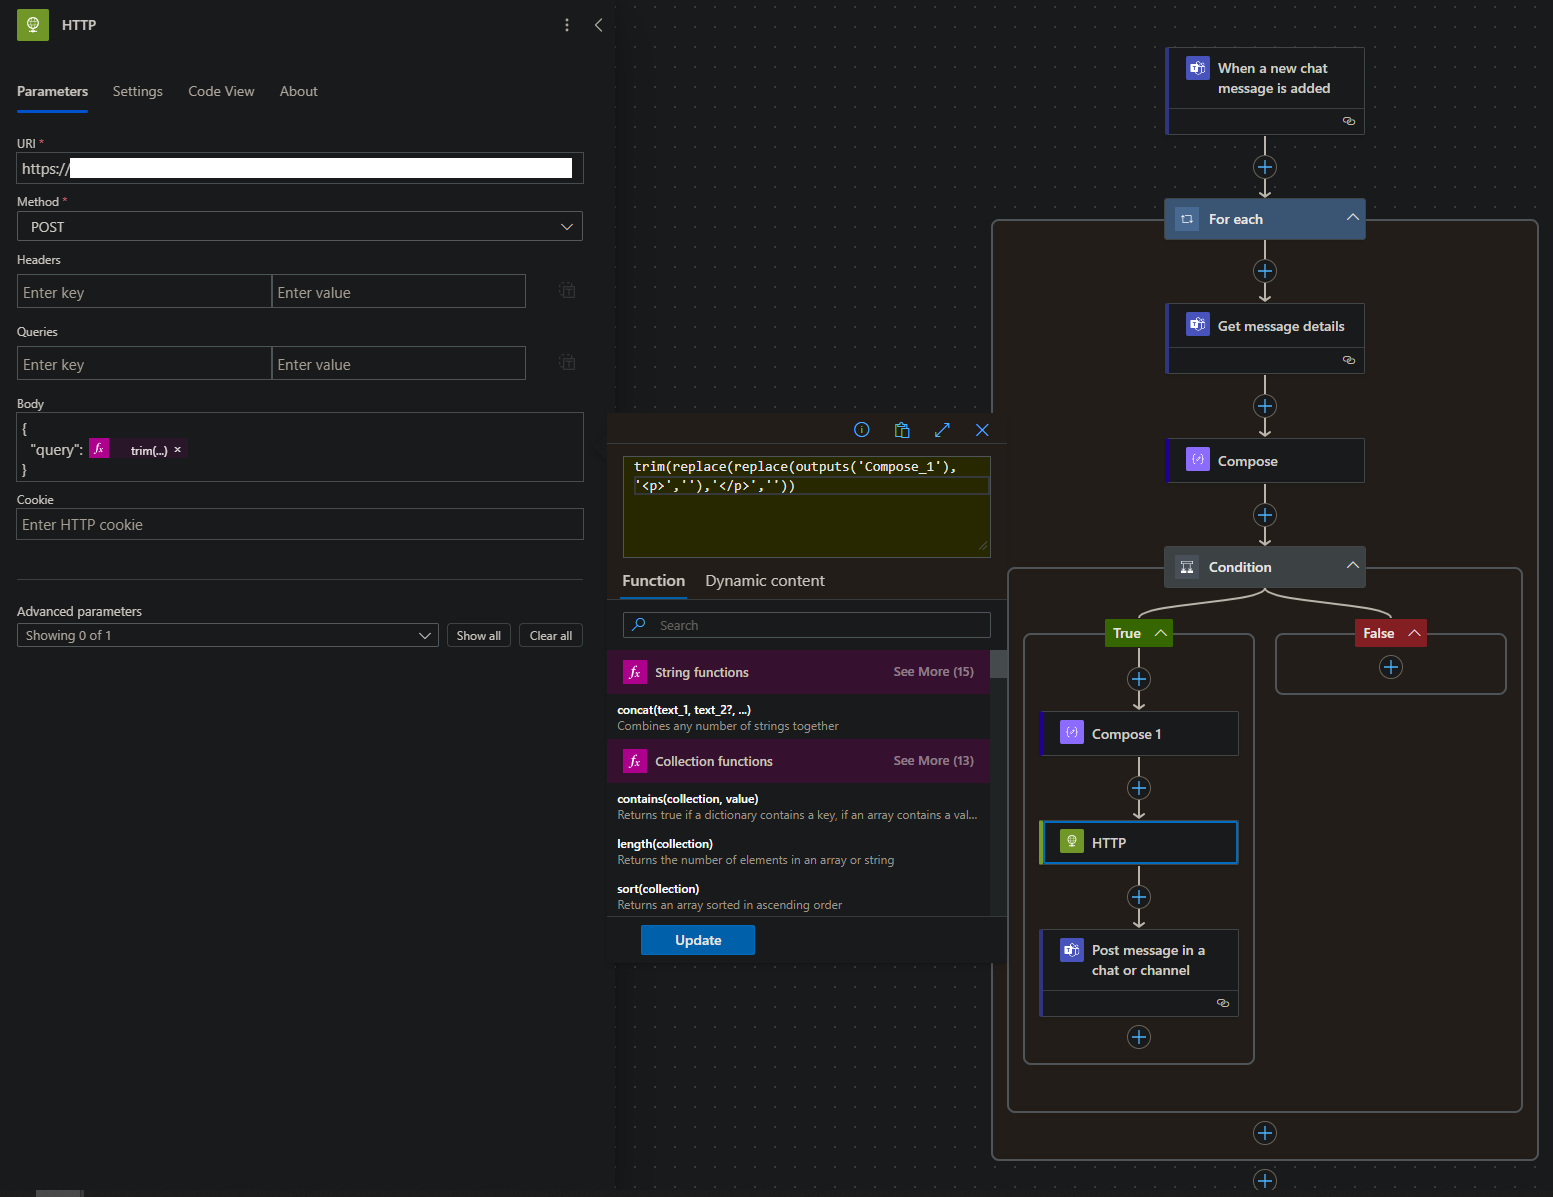 HTTP
Parameters
Settings
Code View
About
URI *
https://
Method *
POST
Headers
Enter key
Enter value
Queries
Enter key
Enter value
Body
{
"query": fx trim(...) ×
}
Cookie
Enter HTTP cookie
Advanced parameters
Showing 0 of 1
Show all
Clear all
trim(replace(replace(outputs('Compose_1'),
'<p>',''),'</p>',''))
Function
Dynamic content
Search
fx String functions
See More (15)
concat(text_1, text_2?, ...)
Combines any number of strings together
fx Collection functions
See More (13)
contains(collection, value)
Returns true if a dictionary contains a key, if an array contains a val...
length(collection)
Returns the number of elements in an array or string
sort(collection)
Returns an array sorted in ascending order
Update
When a new chat
message is added
For each
Get message details
Compose
Condition
True
False
Compose 1
HTTP
Post message in a
chat or channel